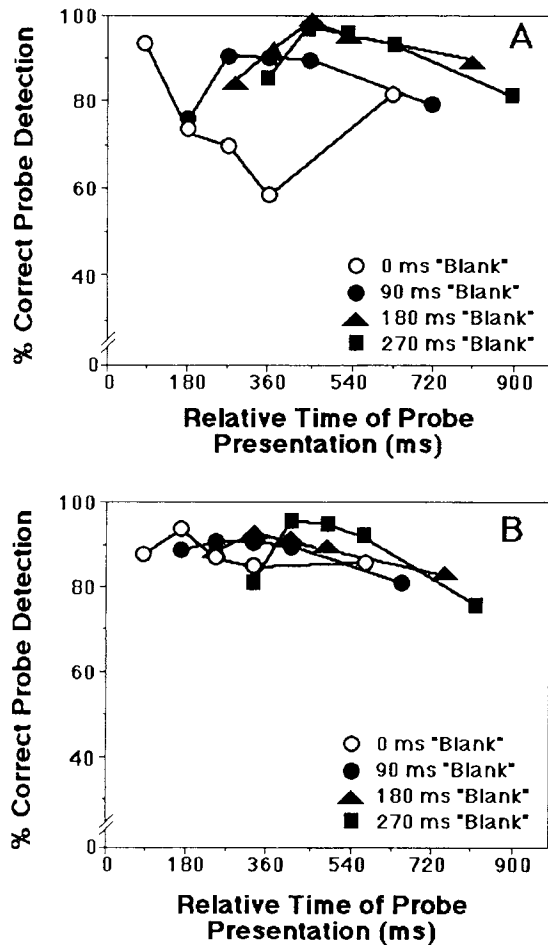 A
100
80
60
40
0
% Correct Probe Detection
0 ms "Blank"
90 ms "Blank"
180 ms "Blank"
270 ms "Blank"
0 180 360 540 720 900
Relative Time of Probe
Presentation (ms)
B
100
80
60
40
0
% Correct Probe Detection
0 ms "Blank"
90 ms "Blank"
180 ms "Blank"
270 ms "Blank"
0 180 360 540 720 900
Relative Time of Probe
Presentation (ms)